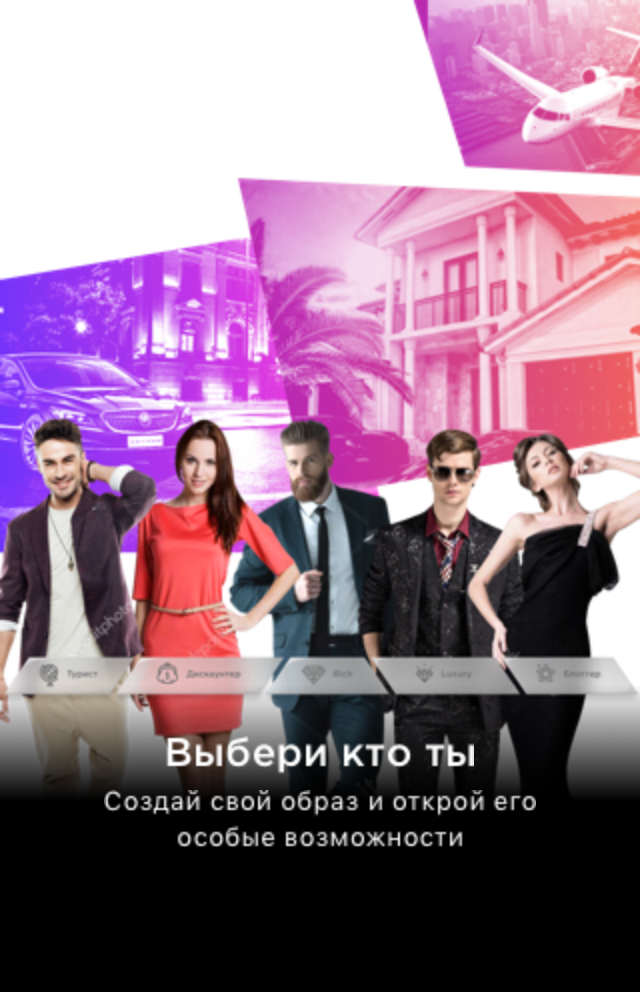 Турист
Дискаунтер
Rich
Luxury
Блоггер
Выбери кто ты
Создай свой образ и открой его
особые возможности